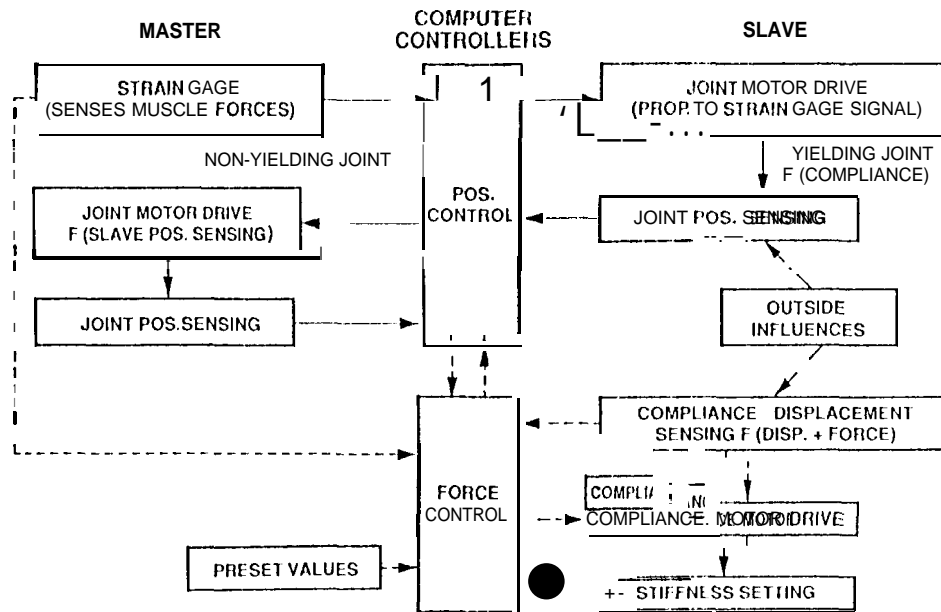 MASTER
COMPUTER
CONTROLLERS
SLAVE
STRAIN GAGE
(SENSES MUSCLE FORCES)
1
JOINT MOTOR DRIVE
(PROP. TO STRAIN GAGE SIGNAL)
NON-YIELDING JOINT
YIELDING JOINT
F (COMPLIANCE)
JOINT MOTOR DRIVE
F (SLAVE POS. SENSING)
POS.
CONTROL
JOINT POS. SENSING
JOINT POS.SENSING
OUTSIDE
INFLUENCES
COMPLIANCE DISPLACEMENT
SENSING F (DISP. + FORCE)
FORCE
CONTROL
COMPLIANCE. MOTOR DRIVE
PRESET VALUES
STIFFNESS SETTING